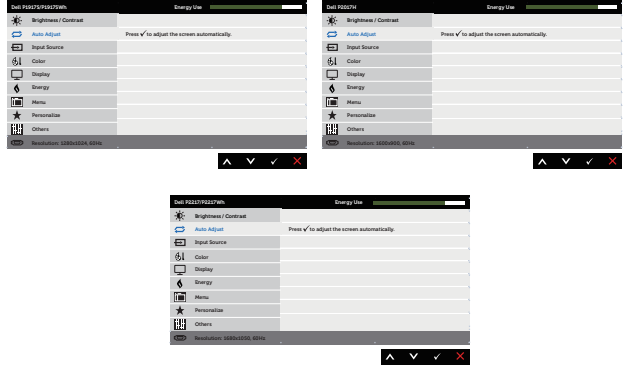 Dell P1917S/P1917SWh Energy Use
Brightness / Contrast
Auto Adjust Press ✓ to adjust the screen automatically.
Input Source
Color
Display
Energy
Menu
Personalize
Others
Resolution: 1280x1024, 60Hz
Dell P2017H Energy Use
Brightness / Contrast
Auto Adjust Press ✓ to adjust the screen automatically.
Input Source
Color
Display
Energy
Menu
Personalize
Others
Resolution: 1600x900, 60Hz
Dell P2217/P2217Wh Energy Use
Brightness / Contrast
Auto Adjust Press ✓ to adjust the screen automatically.
Input Source
Color
Display
Energy
Menu
Personalize
Others
Resolution: 1680x1050, 60Hz